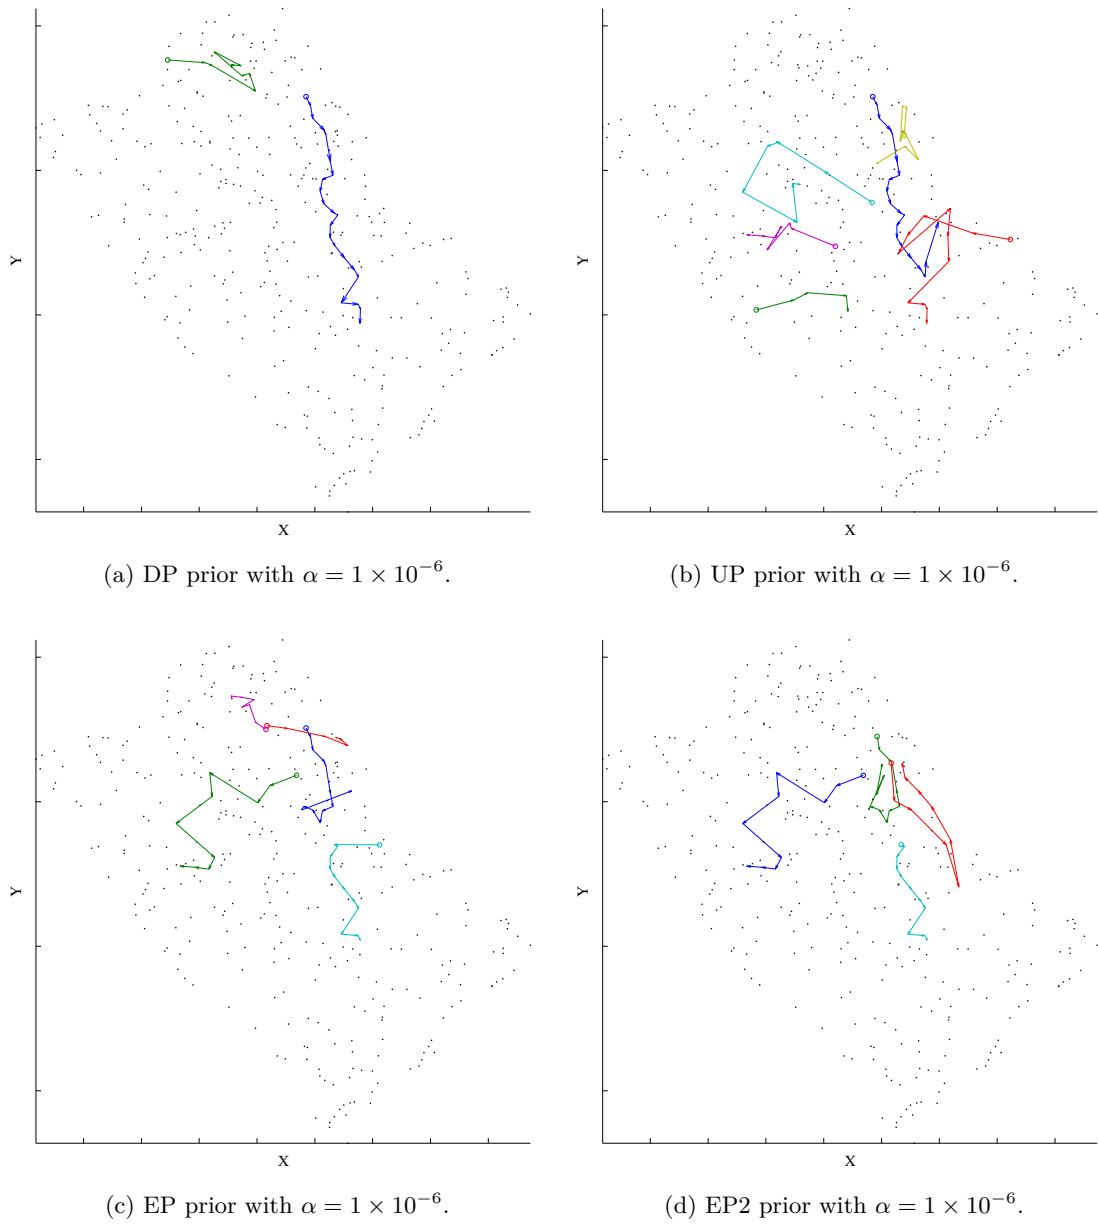 Y
X
(a) DP prior with α = 1 × 10⁻⁶.
Y
X
(b) UP prior with α = 1 × 10⁻⁶.
Y
X
(c) EP prior with α = 1 × 10⁻⁶.
Y
X
(d) EP2 prior with α = 1 × 10⁻⁶.